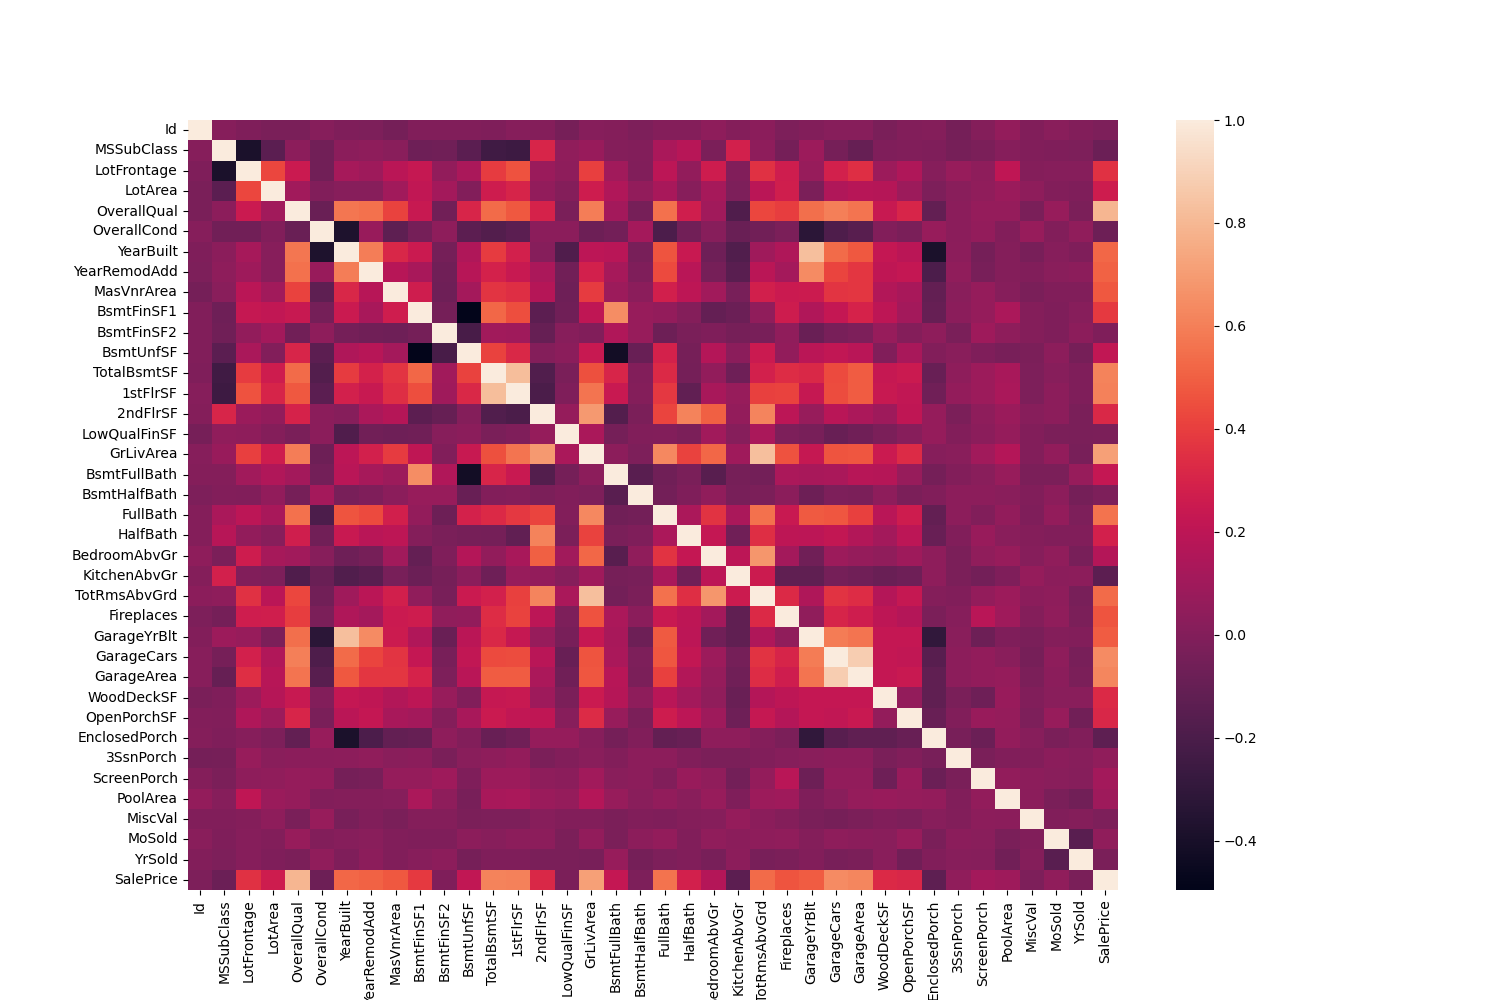 Id
MSSubClass
LotFrontage
LotArea
OverallQual
OverallCond
YearBuilt
YearRemodAdd
MasVnrArea
BsmtFinSF1
BsmtFinSF2
BsmtUnfSF
TotalBsmtSF
1stFlrSF
2ndFlrSF
LowQualFinSF
GrLivArea
BsmtFullBath
BsmtHalfBath
FullBath
HalfBath
BedroomAbvGr
KitchenAbvGr
TotRmsAbvGrd
Fireplaces
GarageYrBlt
GarageCars
GarageArea
WoodDeckSF
OpenPorchSF
EnclosedPorch
3SsnPorch
ScreenPorch
PoolArea
MiscVal
MoSold
YrSold
SalePrice
Id
MSSubClass
LotFrontage
LotArea
OverallQual
OverallCond
YearBuilt
YearRemodAdd
MasVnrArea
BsmtFinSF1
BsmtFinSF2
BsmtUnfSF
TotalBsmtSF
1stFlrSF
2ndFlrSF
LowQualFinSF
GrLivArea
BsmtFullBath
BsmtHalfBath
FullBath
HalfBath
edroomAbvGr
KitchenAbvGr
TotRmsAbvGrd
Fireplaces
GarageYrBlt
GarageCars
GarageArea
WoodDeckSF
OpenPorchSF
EnclosedPorch
3SsnPorch
ScreenPorch
PoolArea
MiscVal
MoSold
YrSold
SalePrice
1.0
0.8
0.6
0.4
0.2
0.0
−0.2
−0.4